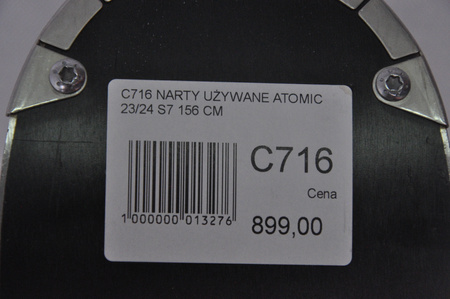 C716 NARTY UŻYWANE ATOMIC
23/24 S7 156 CM
C716
Cena
1 000000 013276
899,00